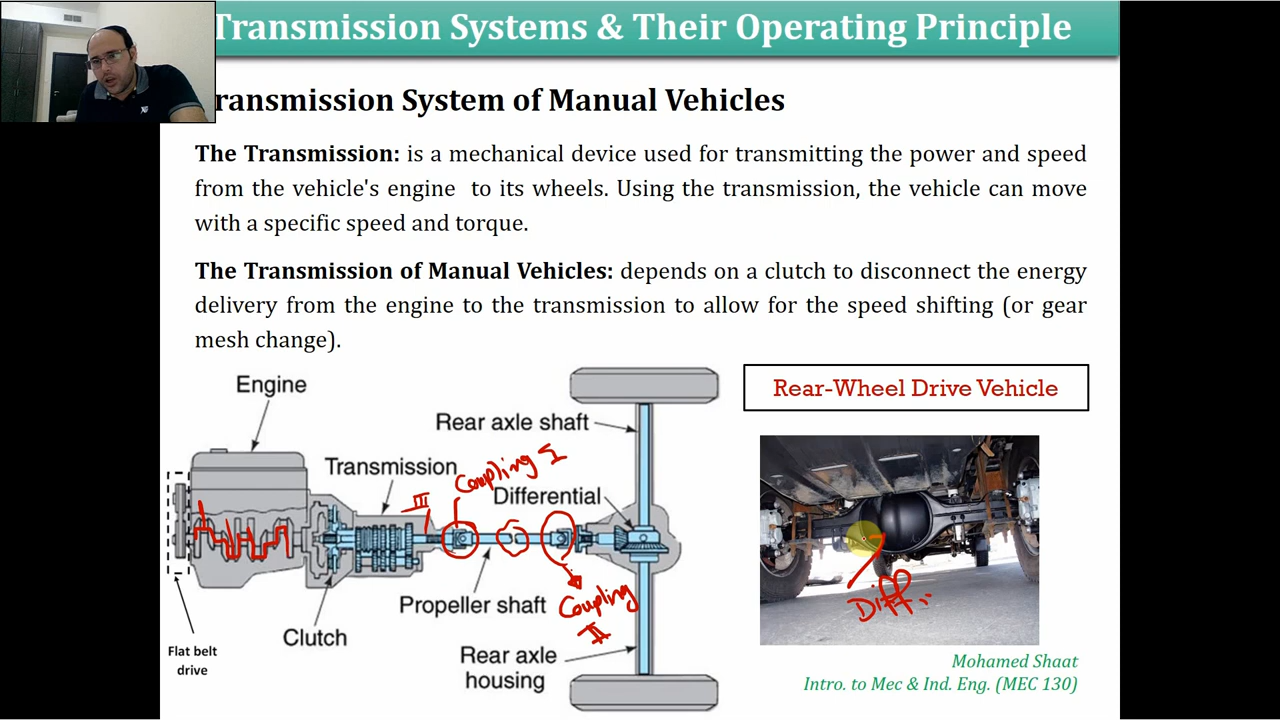 Transmission Systems & Their Operating Principle
ransmission System of Manual Vehicles
The Transmission: is a mechanical device used for transmitting the power and speed
from the vehicle's engine to its wheels. Using the transmission, the vehicle can move
with a specific speed and torque.
The Transmission of Manual Vehicles: depends on a clutch to disconnect the energy
delivery from the engine to the transmission to allow for the speed shifting (or gear
mesh change).
Engine
Rear-Wheel Drive Vehicle
Rear axle shaft
Transmission
Coupling I
III
Differential
Propeller shaft
Coupling
II
Diff.
Clutch
Flat belt
drive
Rear axle
housing
Mohamed Shaat
Intro. to Mec & Ind. Eng. (MEC 130)